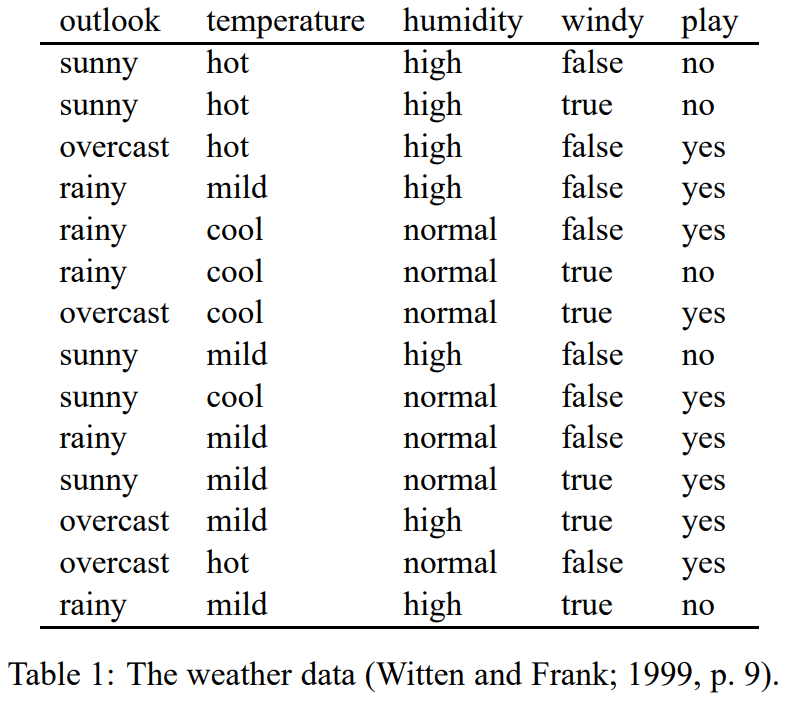 outlook temperature humidity windy play
sunny hot high false no
sunny hot high true no
overcast hot high false yes
rainy mild high false yes
rainy cool normal false yes
rainy cool normal true no
overcast cool normal true yes
sunny mild high false no
sunny cool normal false yes
rainy mild normal false yes
sunny mild normal true yes
overcast mild high true yes
overcast hot normal false yes
rainy mild high true no
Table 1: The weather data (Witten and Frank; 1999, p. 9).